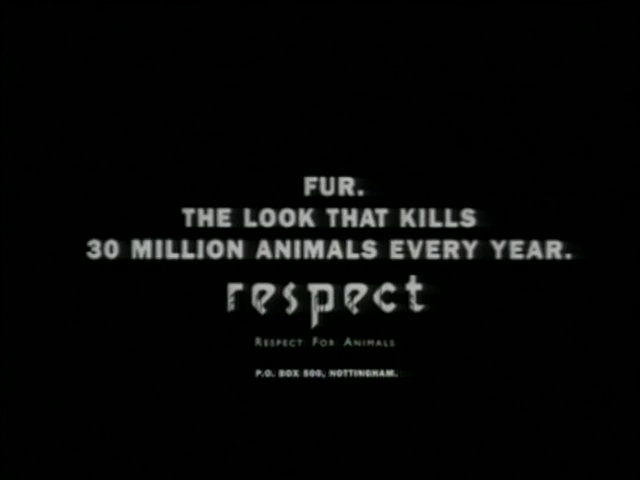 FUR.
THE LOOK THAT KILLS
30 MILLION ANIMALS EVERY YEAR.
respect
RESPECT FOR ANIMALS
P.O. BOX 500, NOTTINGHAM.